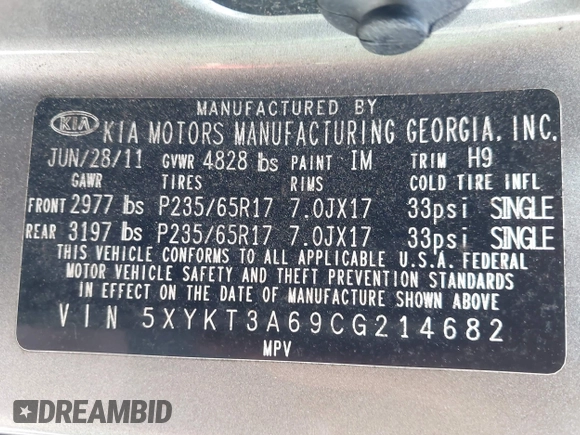 MANUFACTURED BY
KIA KIA MOTORS MANUFACTURING GEORGIA, INC.
JUN/28/11 GVWR 4828 lbs PAINT IM TRIM H9
GAWR TIRES RIMS COLD TIRE INFL
FRONT 2977 lbs P235/65R17 7.0JX17 33psi SINGLE
REAR 3197 lbs P235/65R17 7.0JX17 33psi SINGLE
THIS VEHICLE CONFORMS TO ALL APPLICABLE U.S.A. FEDERAL
MOTOR VEHICLE SAFETY AND THEFT PREVENTION STANDARDS
IN EFFECT ON THE DATE OF MANUFACTURE SHOWN ABOVE.
VIN 5XYKT3A69CG214682
MPV
DREAMBID